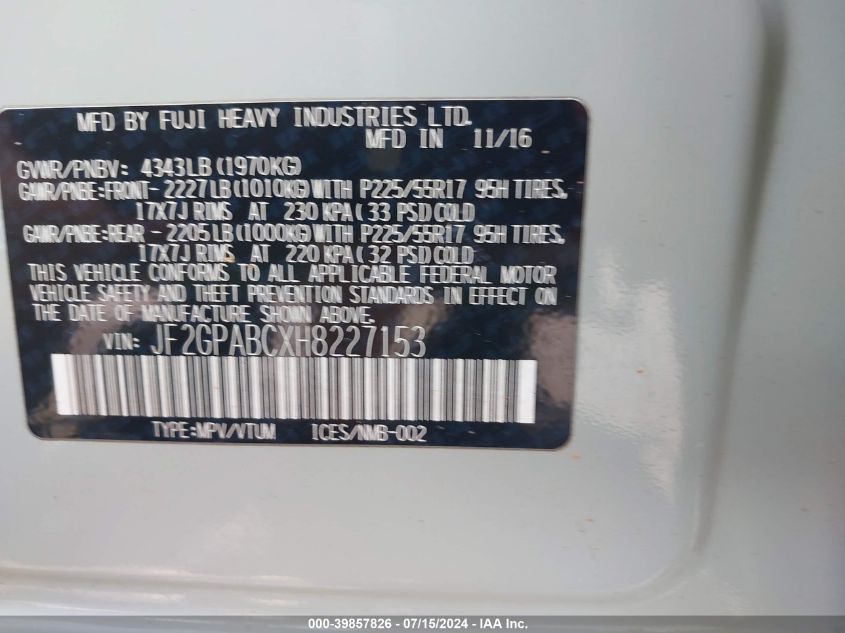 MFD BY FUJI HEAVY INDUSTRIES LTD.
MFD IN 11/16
GVWR/PNBV: 4343LB(1970KG)
GAWR/PNBE:FRONT- 2227LB(1010KG)WITH P225/55R17 95H TIRES,
17X7J RIMS AT 230 KPA(33 PSI)COLD
GAWR/PNBE:REAR - 2205LB(1000KG)WITH P225/55R17 95H TIRES,
17X7J RIMS AT 220 KPA(32 PSI)COLD
THIS VEHICLE CONFORMS TO ALL APPLICABLE FEDERAL MOTOR
VEHICLE SAFETY AND THEFT PREVENTION STANDARDS IN EFFECT ON
THE DATE OF MANUFACTURE SHOWN ABOVE.
VIN: JF2GPABCXH8227153
TYPE:MPV/VTUM ICES/NMB-002
000-39857826 - 07/15/2024 - IAA Inc.